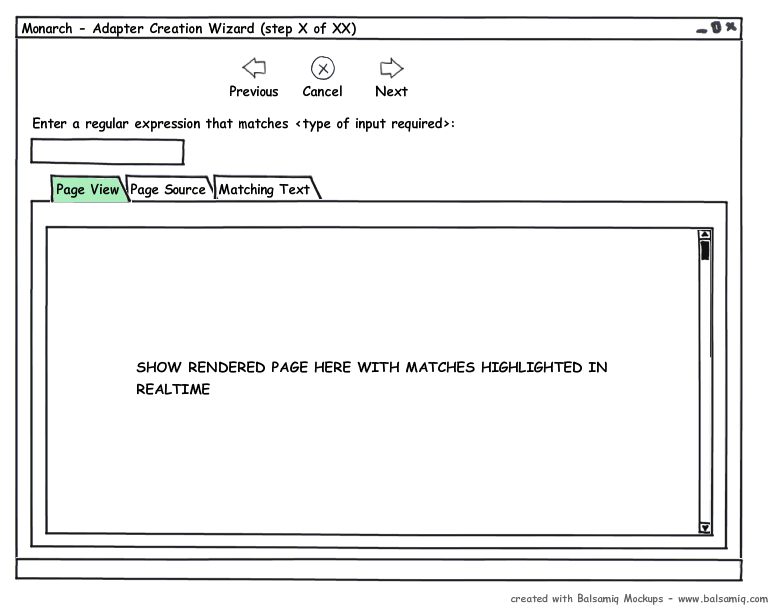 Monarch - Adapter Creation Wizard (step X of XX)
Previous Cancel Next
Enter a regular expression that matches <type of input required>:
Page View Page Source Matching Text
SHOW RENDERED PAGE HERE WITH MATCHES HIGHLIGHTED IN
REALTIME
created with Balsamiq Mockups - www.balsamiq.com